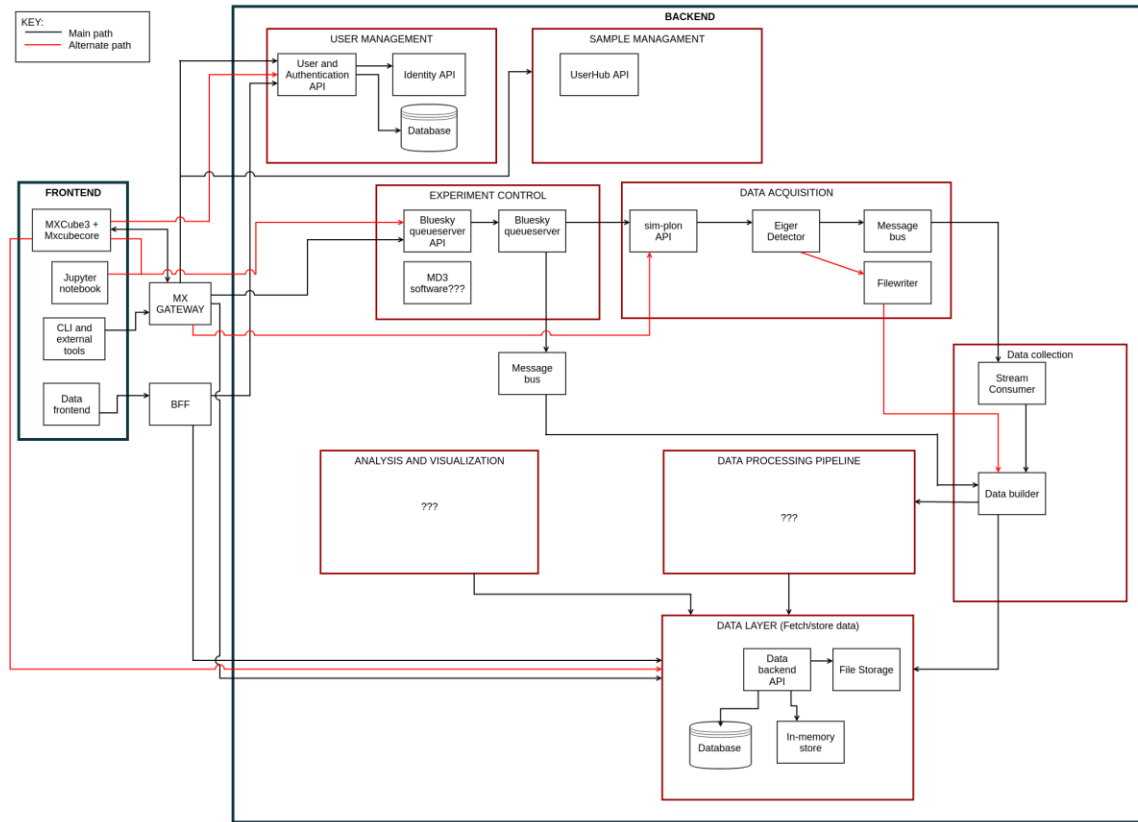 KEY:
Main path
Alternate path
BACKEND
USER MANAGEMENT
User and
Authentication
API
Identity API
Database
SAMPLE MANAGAMENT
UserHub API
FRONTEND
MXCube3 +
Mxcubecore
Jupyter
notebook
CLI and
external
tools
Data
frontend
MX
GATEWAY
BFF
EXPERIMENT CONTROL
Bluesky
queueserver
API
Bluesky
queueserver
MD3
software???
Message
bus
DATA ACQUISITION
sim-plon
API
Eiger
Detector
Message
bus
Filewriter
Data collection
Stream
Consumer
Data builder
ANALYSIS AND VISUALIZATION
???
DATA PROCESSING PIPELINE
???
DATA LAYER (Fetch/store data)
Data
backend
API
File Storage
Database
In-memory
store